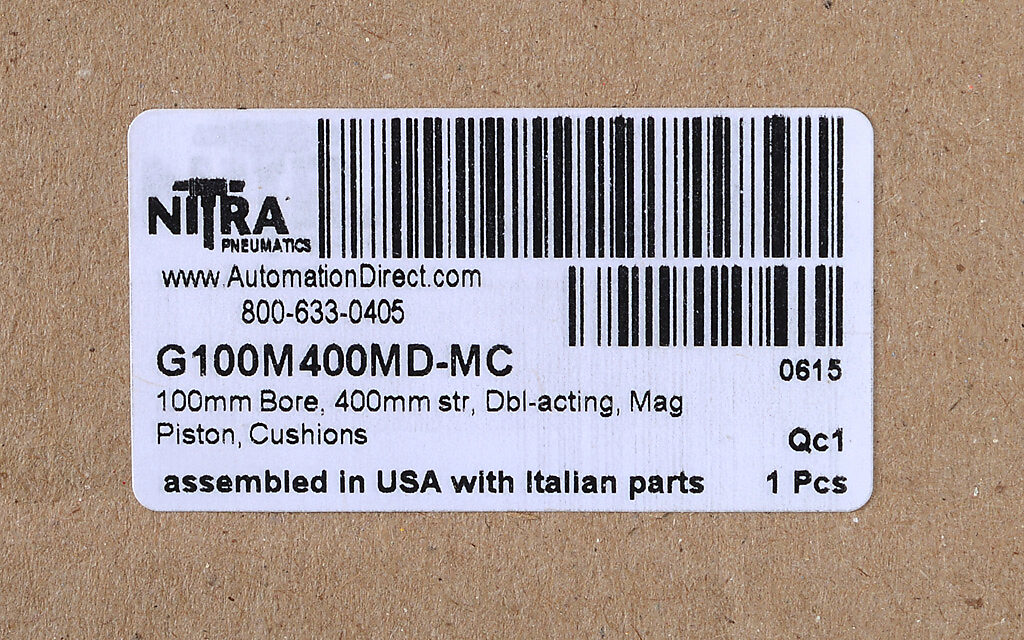 NITRA
PNEUMATICS
www.AutomationDirect.com
800-633-0405
G100M400MD-MC
0615
100mm Bore, 400mm str, Dbl-acting, Mag
Piston, Cushions
Qc1
assembled in USA with Italian parts
1 Pcs